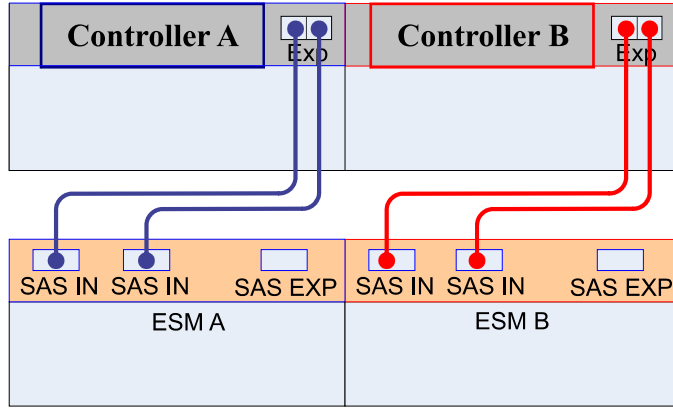 Controller A
Exp
Controller B
Exp
SAS IN
SAS IN
SAS EXP
SAS IN
SAS IN
SAS EXP
ESM A
ESM B